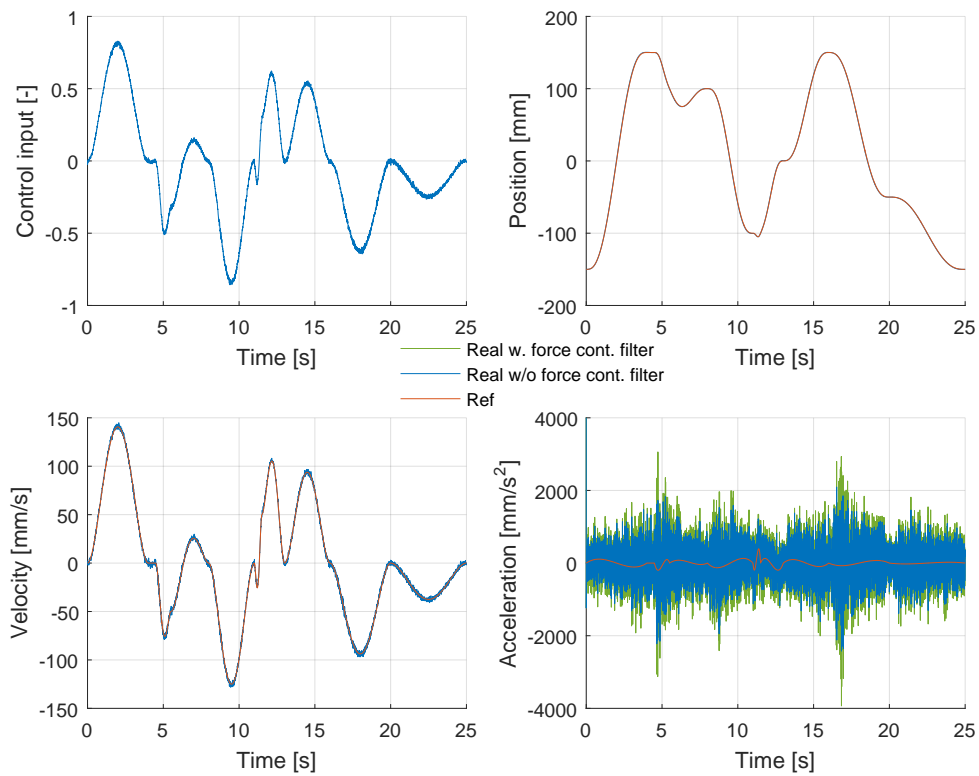 1
0.5
0
-0.5
-1
Control input [-]
0 5 10 15 20 25
Time [s]
200
100
0
-100
-200
Position [mm]
0 5 10 15 20 25
Time [s]
Real w. force cont. filter
Real w/o force cont. filter
Ref
150
100
50
0
-50
-100
-150
Velocity [mm/s]
0 5 10 15 20 25
Time [s]
4000
2000
0
-2000
-4000
Acceleration [mm/s²]
0 5 10 15 20 25
Time [s]